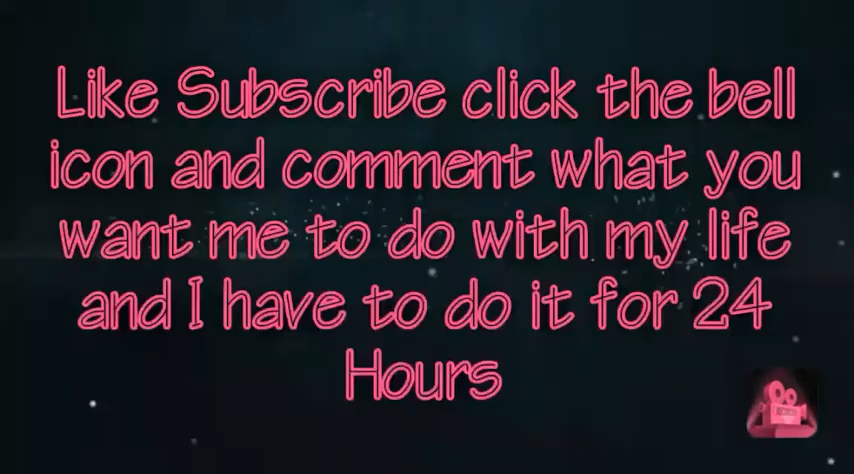 Like Subscribe click the bell
icon and comment what you
want me to do with my life
and I have to do it for 24
Hours